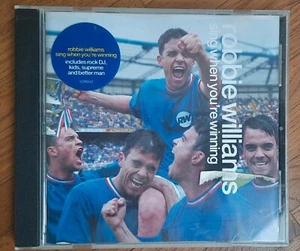 robbie williams
sing when you're winning
includes rock DJ,
kids, supreme
and better man
robbie williams
sing when you're winning
RW